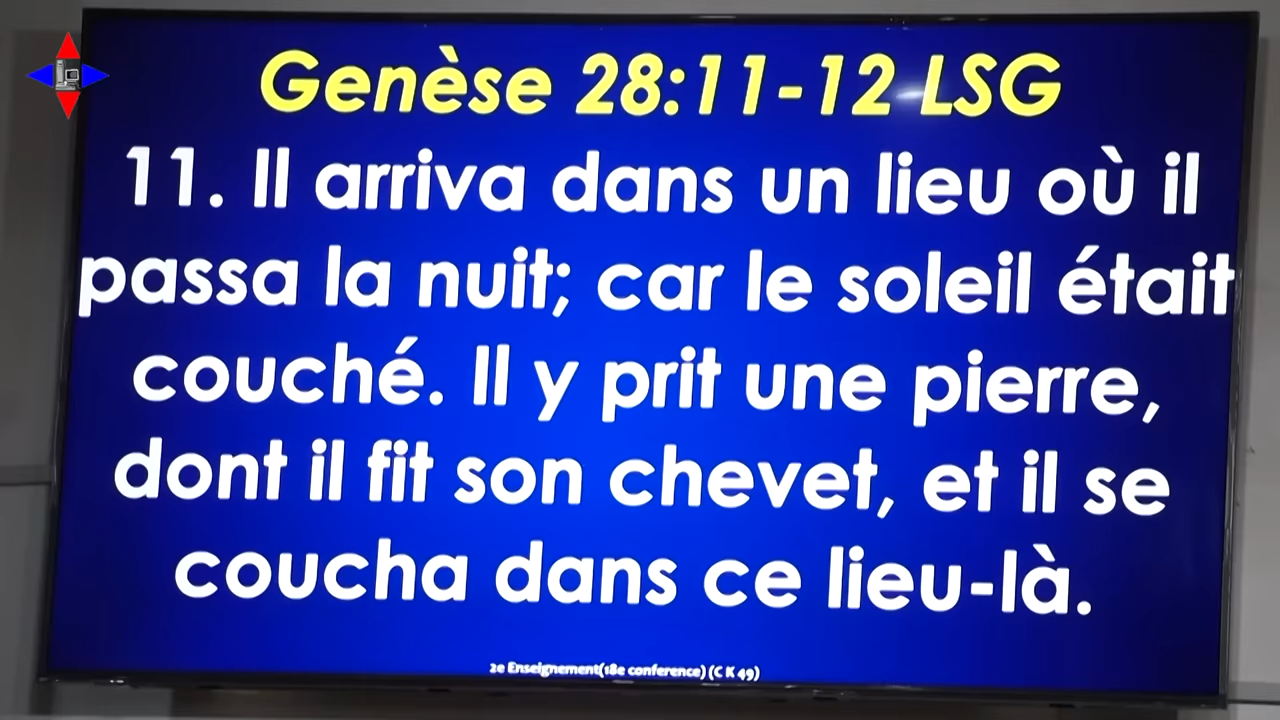 Genèse 28:11-12 LSG
11. Il arriva dans un lieu où il
passa la nuit; car le soleil était
couché. Il y prit une pierre,
dont il fit son chevet, et il se
coucha dans ce lieu-là.
2e Enseignement(18e conference) (C K 49)